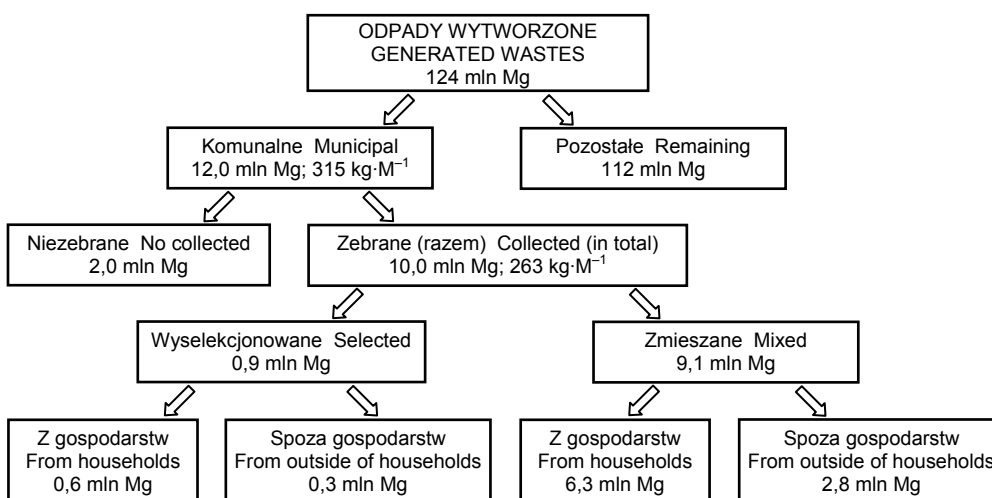 ODPADY WYTWORZONE
GENERATED WASTES
124 mln Mg
Komunalne Municipal
12,0 mln Mg; 315 kg·M⁻¹
Pozostałe Remaining
112 mln Mg
Niezebrane No collected
2,0 mln Mg
Zebrane (razem) Collected (in total)
10,0 mln Mg; 263 kg·M⁻¹
Wyselekcjonowane Selected
0,9 mln Mg
Zmieszane Mixed
9,1 mln Mg
Z gospodarstw
From households
0,6 mln Mg
Spoza gospodarstw
From outside of households
0,3 mln Mg
Z gospodarstw
From households
6,3 mln Mg
Spoza gospodarstw
From outside of households
2,8 mln Mg